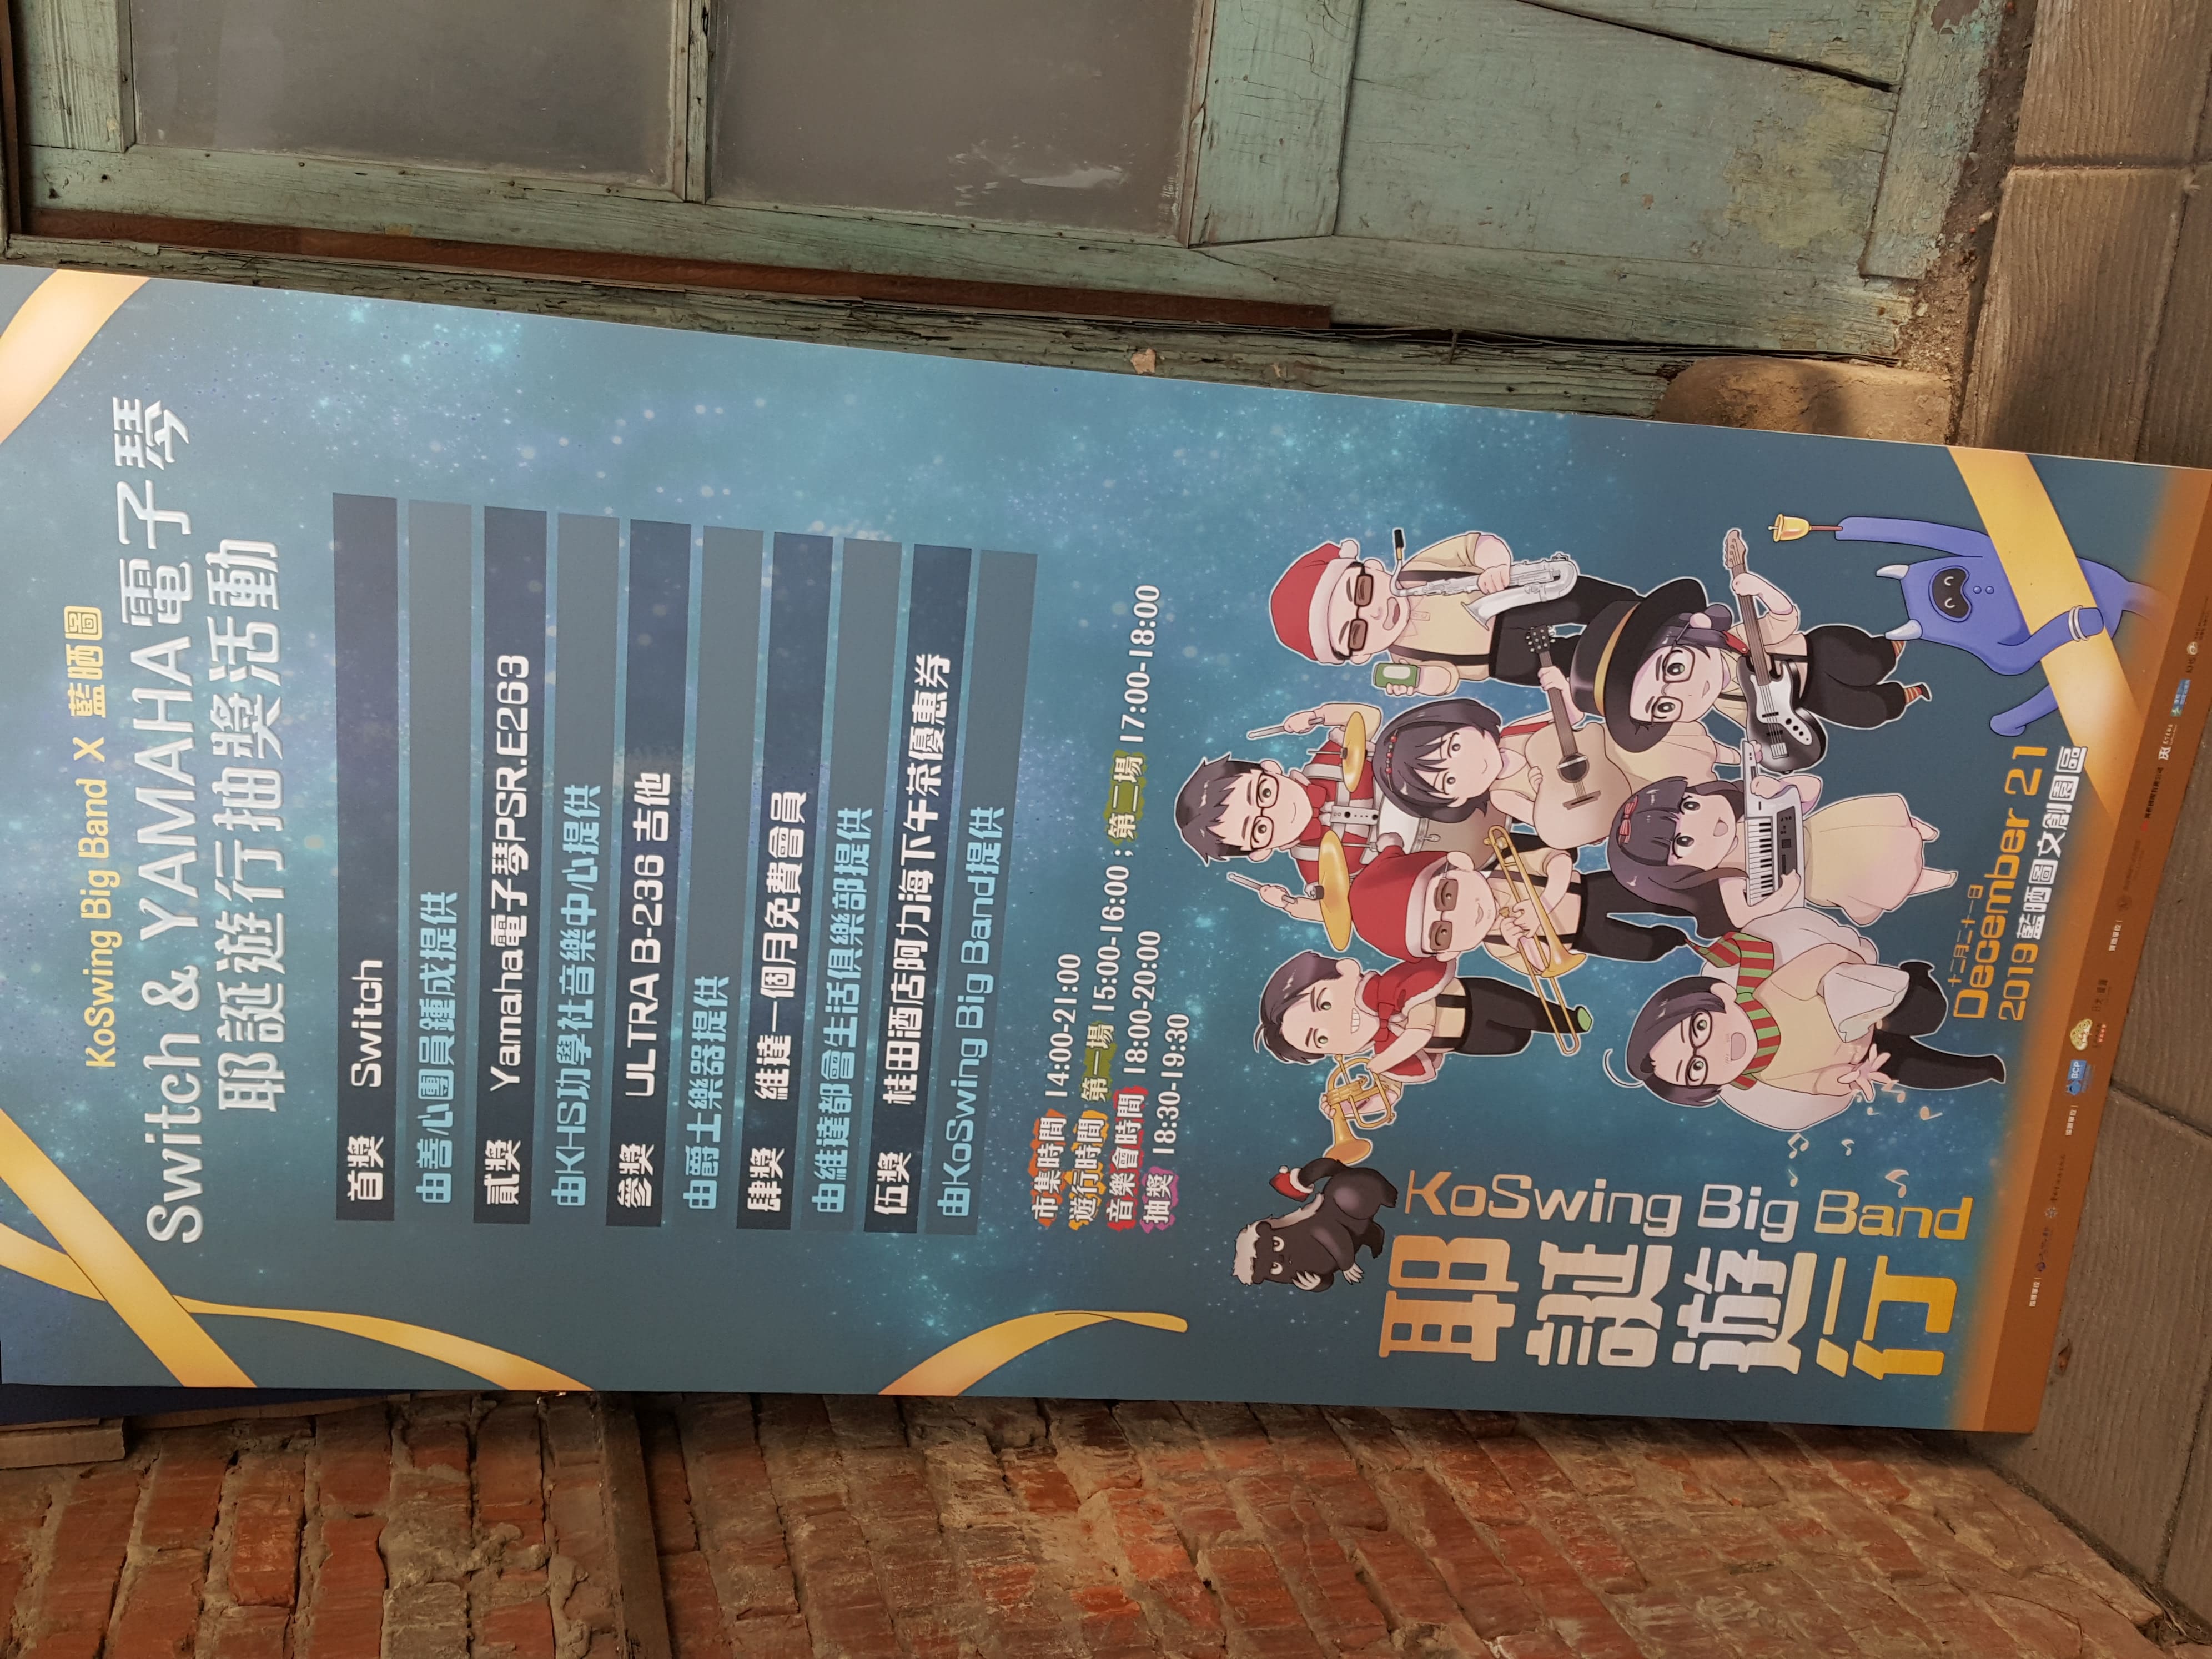 KoSwing Big Band X 藍晒圖
Switch & YAMAHA電子琴
耶誕遊行抽獎活動
首獎 Switch
由善心團員鍾成提供
貳獎 Yamaha電子琴PSR.E263
由KHS功學社音樂中心提供
參獎 ULTRA B-236 吉他
由爵士樂器提供
肆獎 維達一個月免費會員
由維達都會生活俱樂部提供
伍獎 桂田酒店阿力海下午茶優惠券
由KoSwing Big Band提供
市集時間 14:00-21:00
遊行時間 第一場 15:00-16:00 ; 第二場 17:00-18:00
音樂會時間 18:00-20:00
抽獎 18:30-19:30
KoSwing Big Band
耶誕遊行
十二月二十一日
December 21
2019 藍晒圖文創園區
BCP
KHS